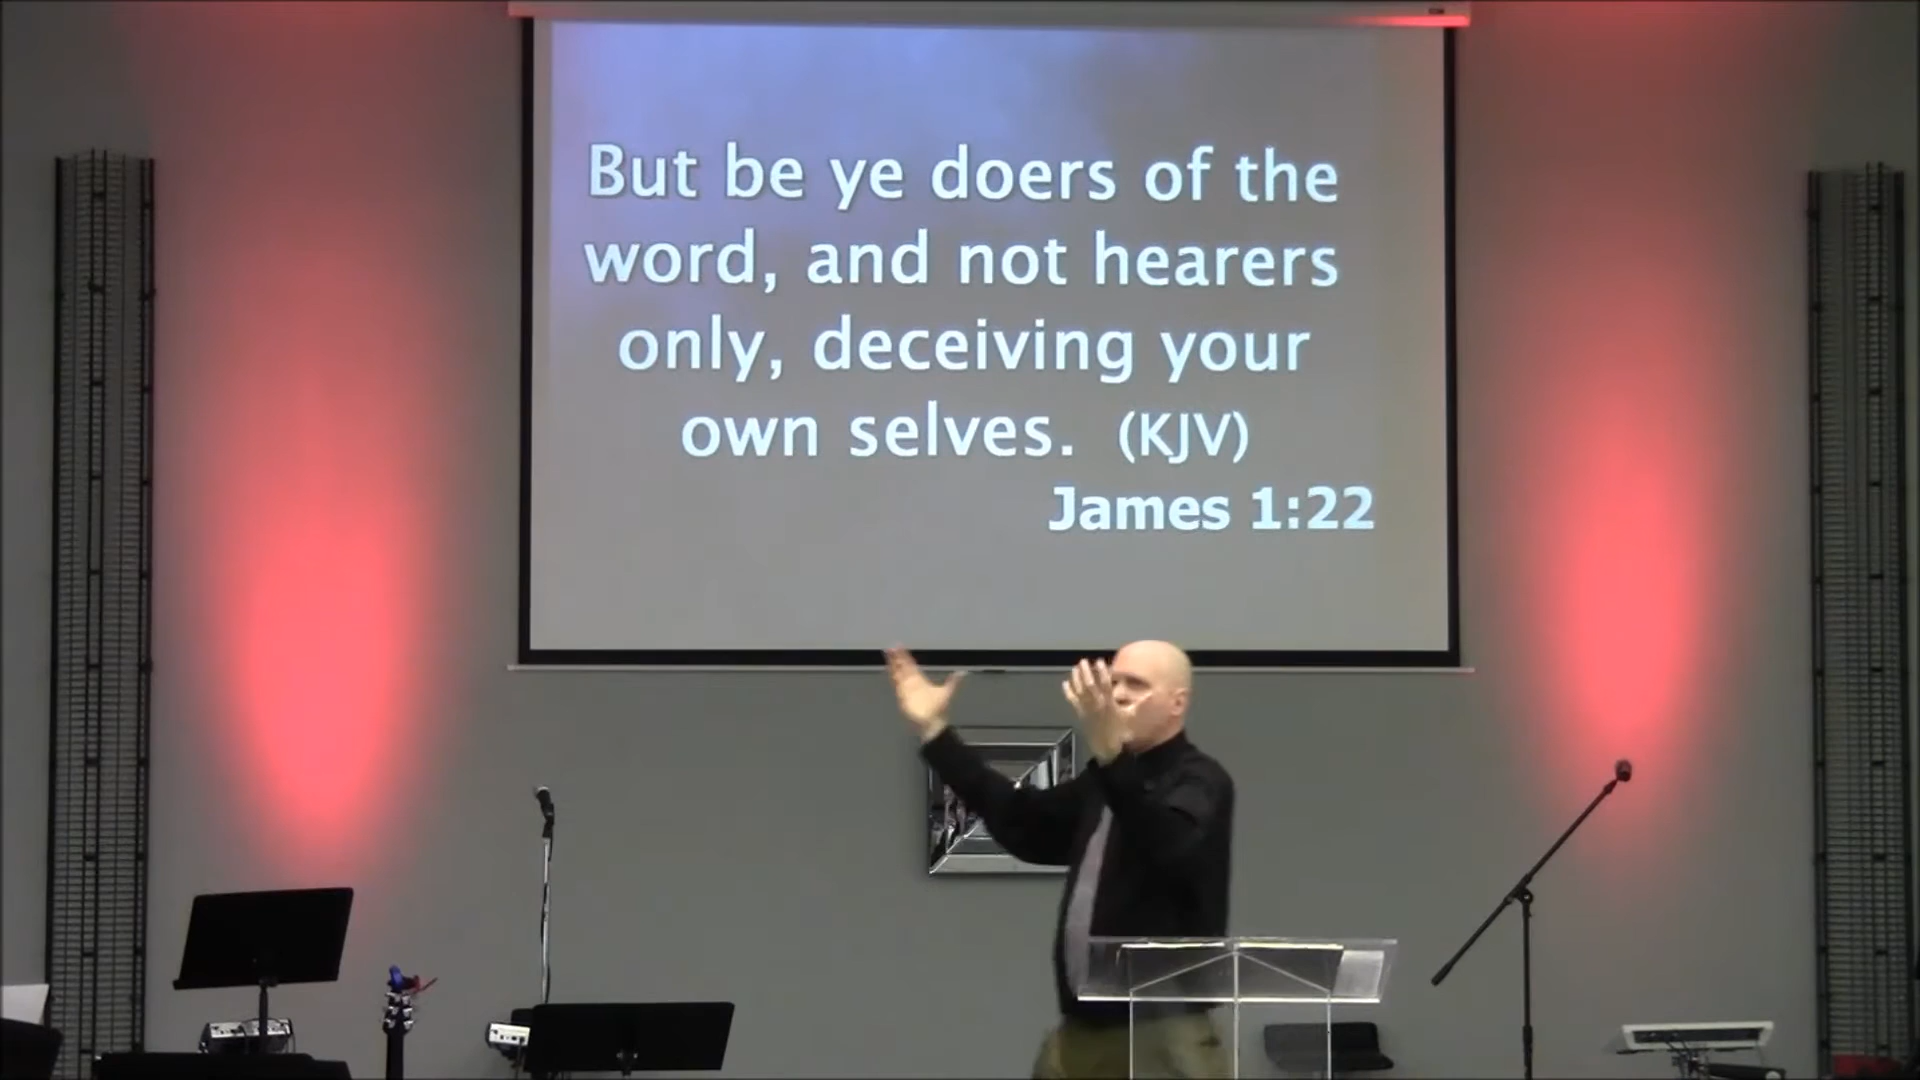 But be ye doers of the
word, and not hearers
only, deceiving your
own selves. (KJV)
James 1:22